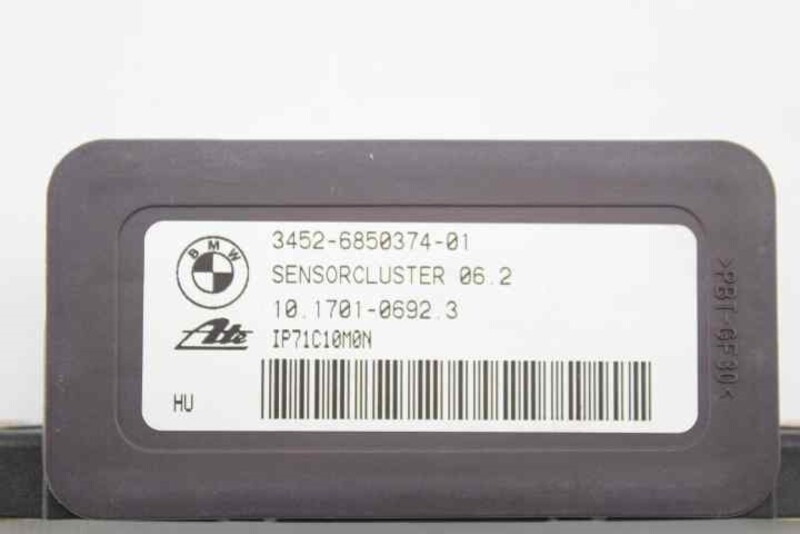 BMW
3452-6850374-01
SENSORCLUSTER 06.2
10.1701-0692.3
Ate
IP71C10M0N
HU
>PBT-GF30<